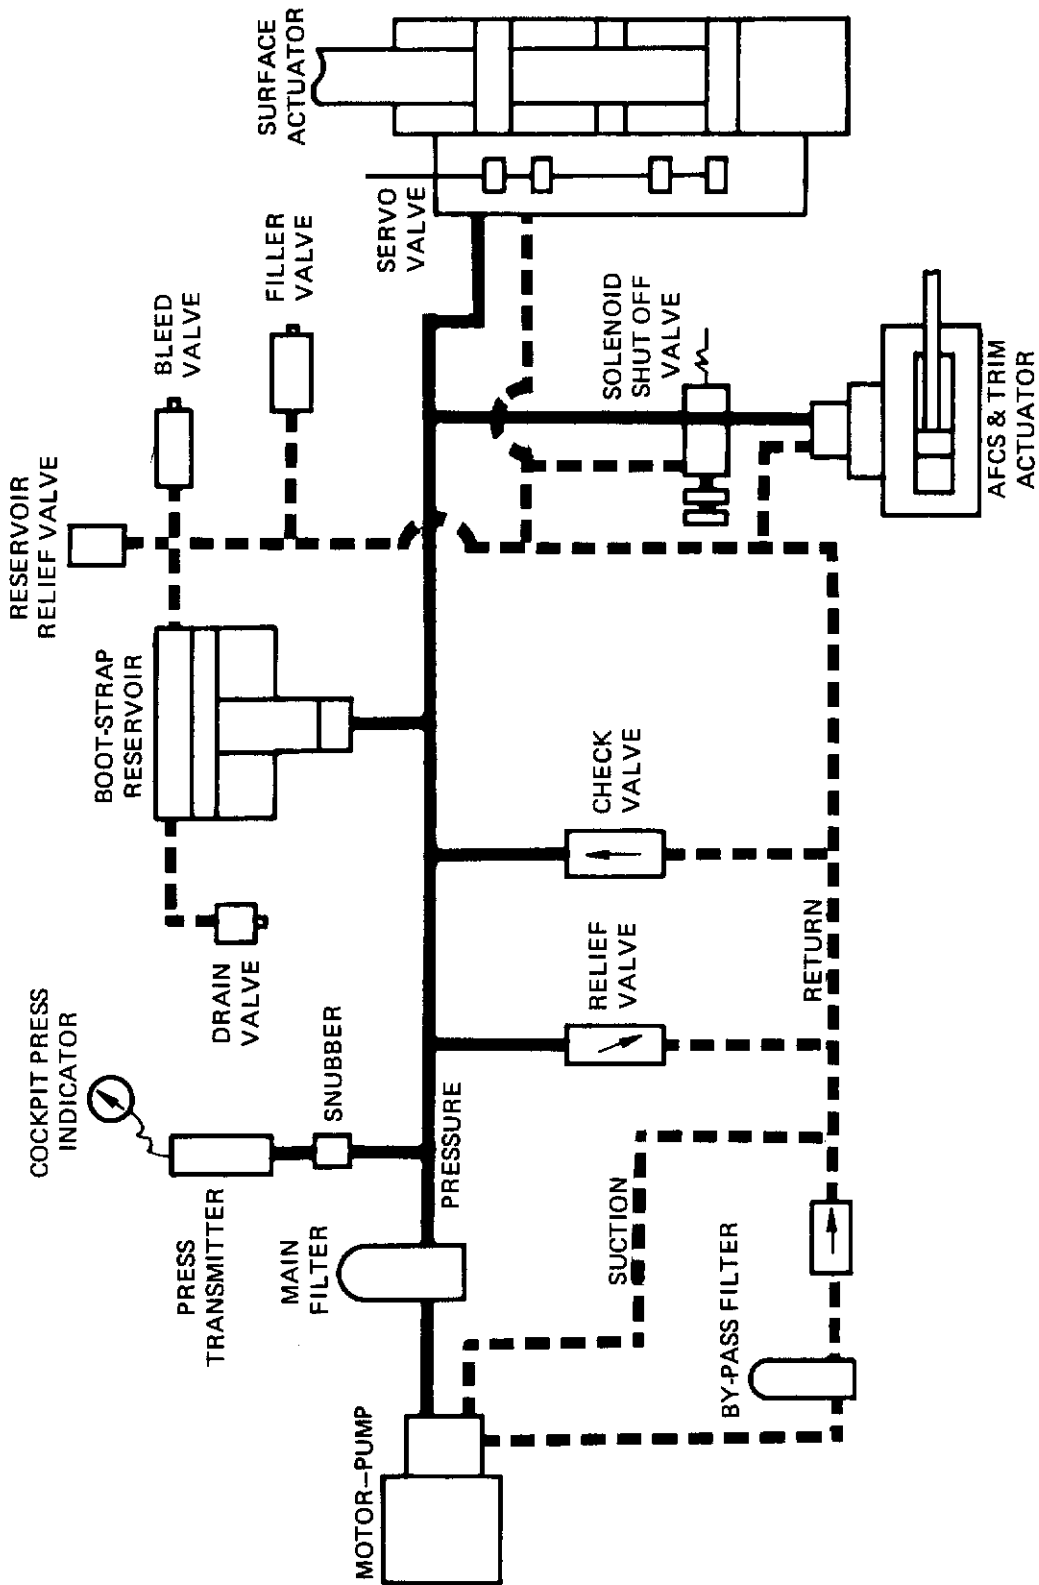 COCKPIT PRESS
INDICATOR
PRESS
TRANSMITTER
SNUBBER
MAIN
FILTER
MOTOR–PUMP
PRESSURE
DRAIN
VALVE
BOOT-STRAP
RESERVOIR
RESERVOIR
RELIEF VALVE
BLEED
VALVE
FILLER
VALVE
SURFACE
ACTUATOR
SERVO
VALVE
SOLENOID
SHUT OFF
VALVE
AFCS & TRIM
ACTUATOR
CHECK
VALVE
RELIEF
VALVE
RETURN
SUCTION
BY-PASS FILTER